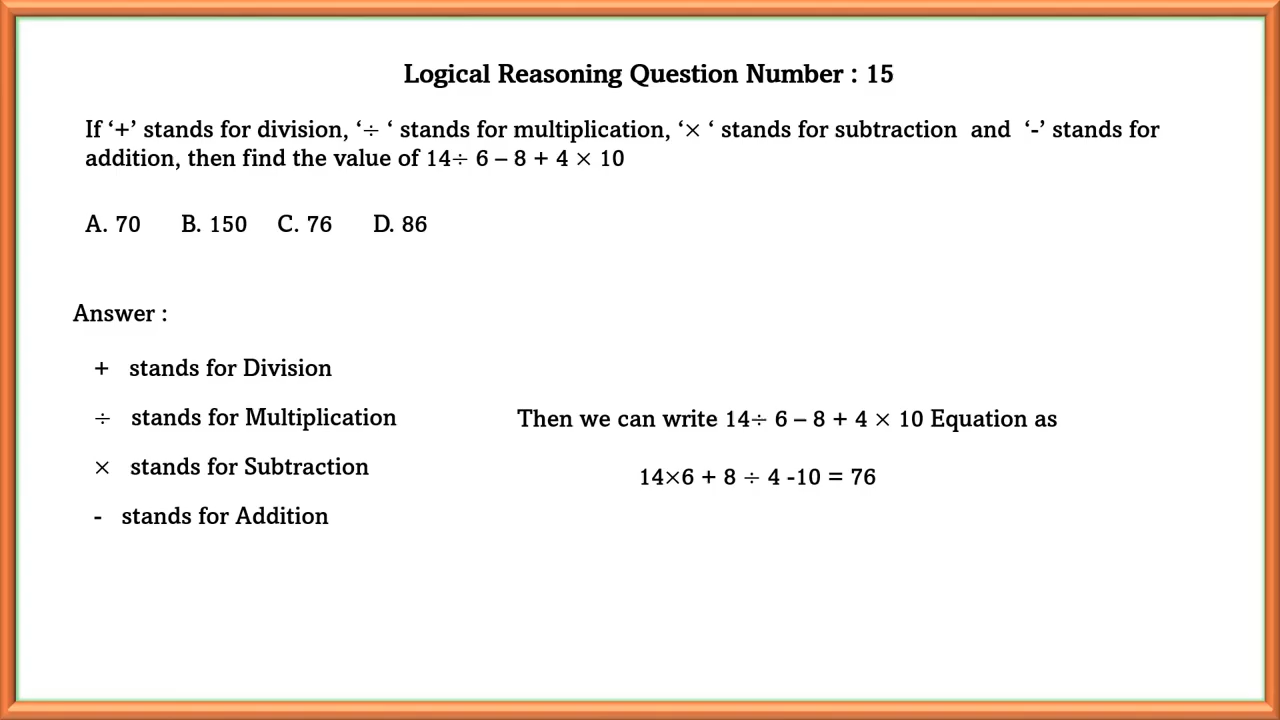 Logical Reasoning Question Number : 15
If ‘+’ stands for division, ‘÷ ‘ stands for multiplication, ‘× ‘ stands for subtraction  and  ‘-’ stands for
addition, then find the value of 14÷ 6 – 8 + 4 × 10
A. 70 B. 150 C. 76 D. 86
Answer :
+ stands for Division
÷ stands for Multiplication
Then we can write 14÷ 6 – 8 + 4 × 10 Equation as
× stands for Subtraction
14×6 + 8 ÷ 4 -10 = 76
- stands for Addition